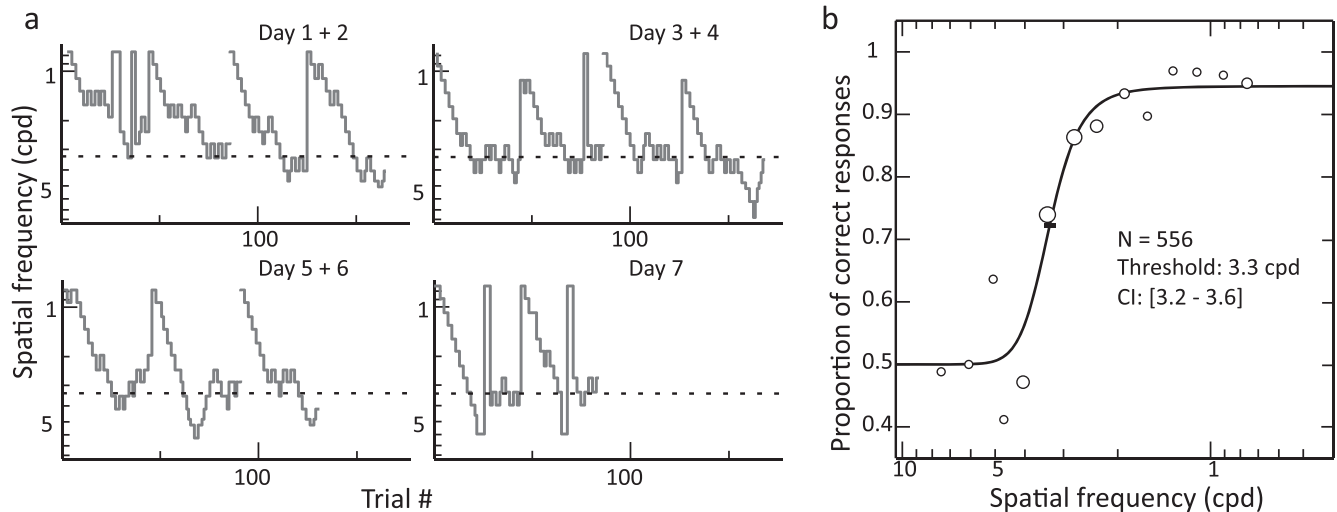 a
Day 1 + 2
Day 3 + 4
1
1
5
5
100
100
Day 5 + 6
Day 7
1
1
5
5
100
100
Spatial frequency (cpd)
Trial #
b
1
0.9
0.8
0.7
0.6
0.5
0.4
Proportion of correct responses
N = 556
Threshold: 3.3 cpd
CI: [3.2 - 3.6]
10
5
1
Spatial frequency (cpd)